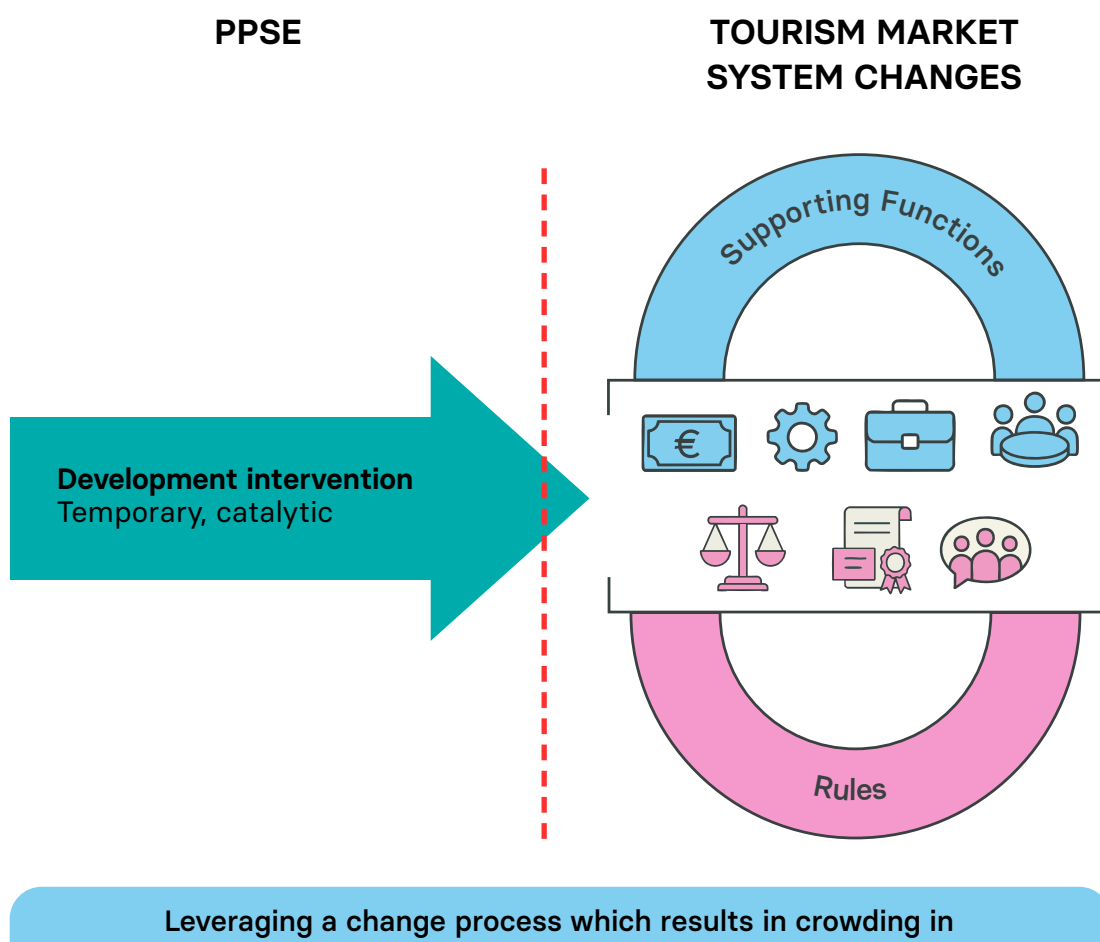 PPSE
TOURISM MARKET
SYSTEM CHANGES
Supporting Functions
€
Development intervention
Temporary, catalytic
Rules
Leveraging a change process which results in crowding in